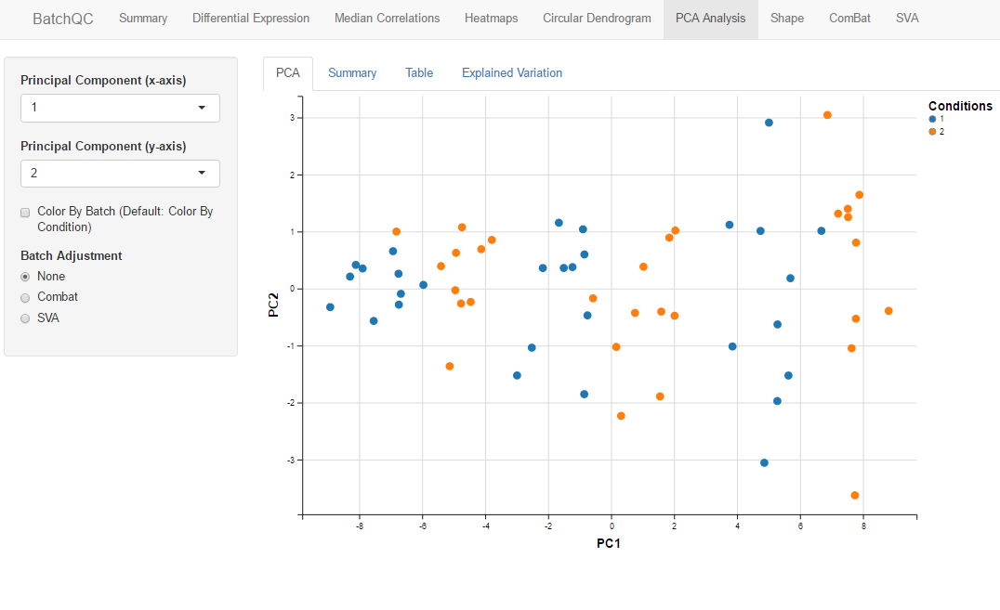 BatchQC Summary Differential Expression Median Correlations Heatmaps Circular Dendrogram PCA Analysis Shape ComBat SVA
Principal Component (x-axis)
1
Principal Component (y-axis)
2
Color By Batch (Default: Color By
Condition)
Batch Adjustment
None
Combat
SVA
PCA Summary Table Explained Variation
3
2
1
0
-1
-2
-3
PC2
-8 -6 -4 -2 0 2 4 6 8
PC1
Conditions
1
2